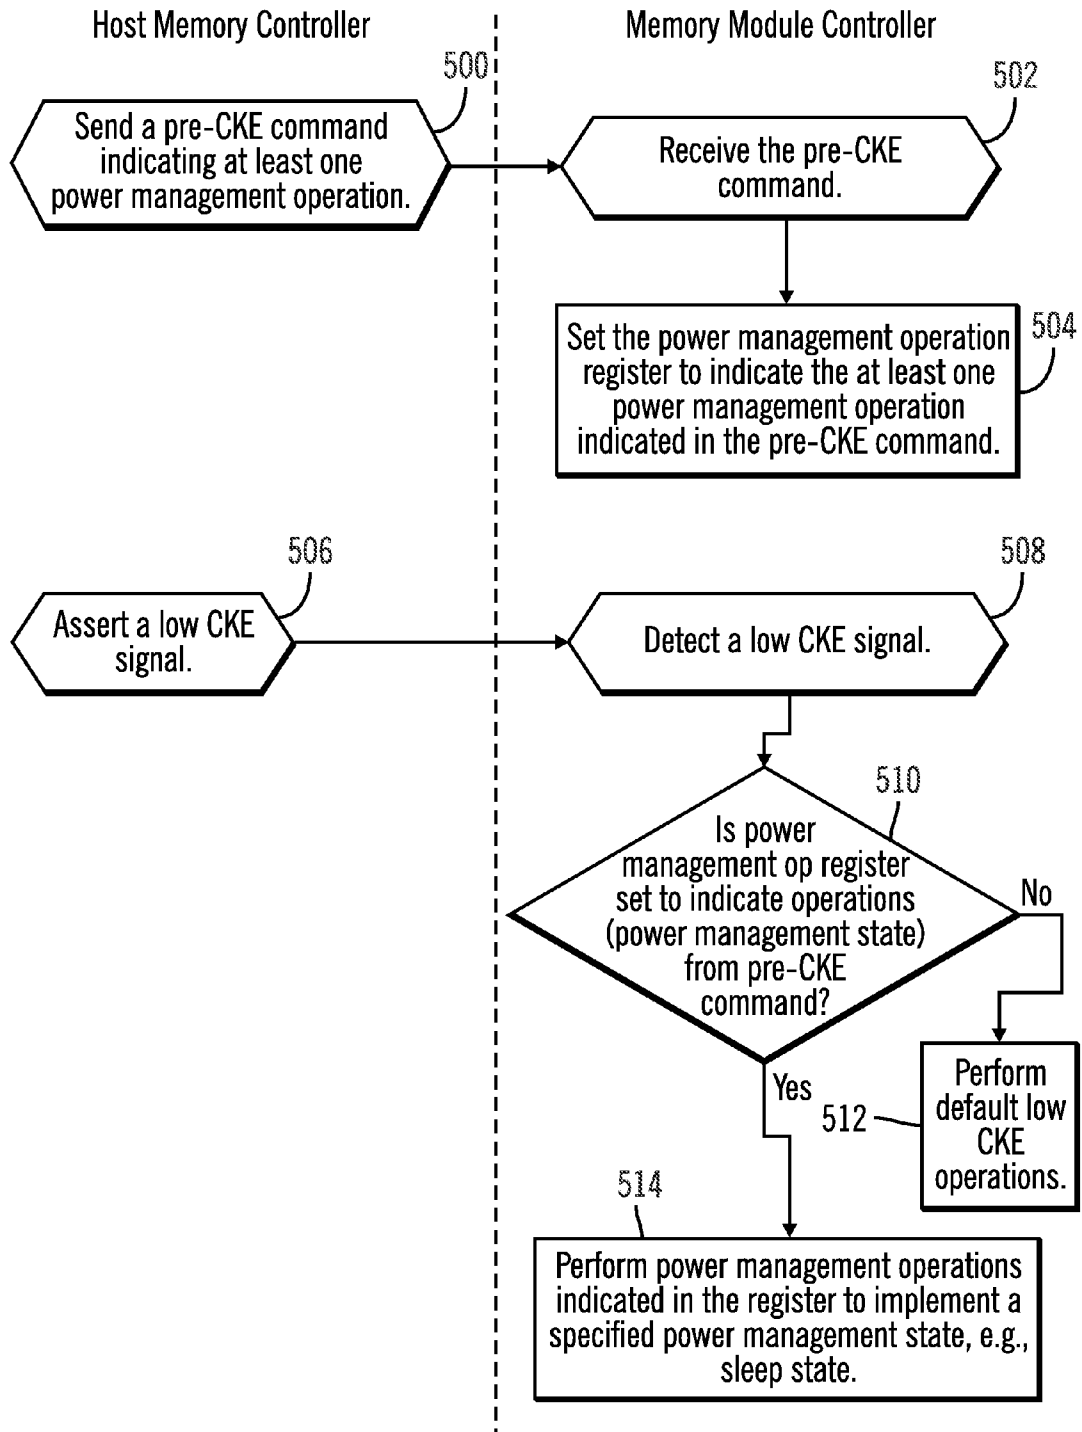 Host Memory Controller
Memory Module Controller
500
Send a pre-CKE command
indicating at least one
power management operation.
502
Receive the pre-CKE
command.
504
Set the power management operation
register to indicate the at least one
power management operation
indicated in the pre-CKE command.
506
Assert a low CKE
signal.
508
Detect a low CKE signal.
510
Is power
management op register
set to indicate operations
(power management state)
from pre-CKE
command?
No
Yes
512
Perform
default low
CKE
operations.
514
Perform power management operations
indicated in the register to implement a
specified power management state, e.g.,
sleep state.